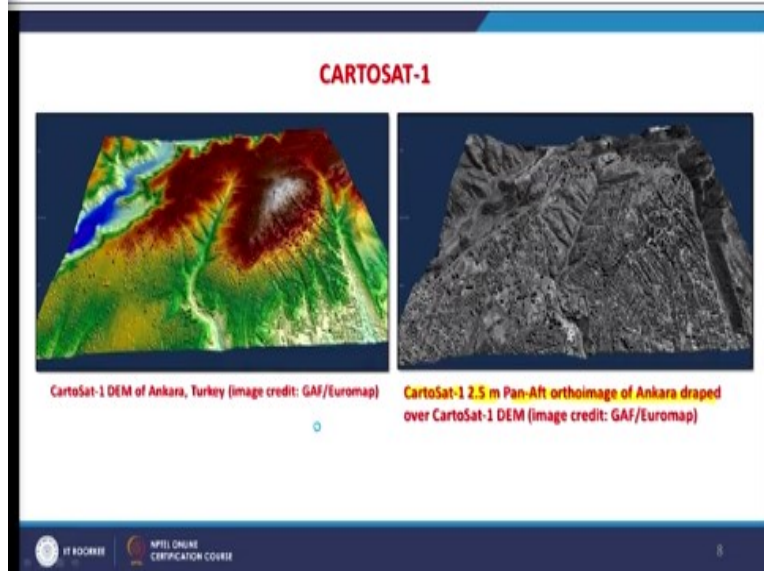 CARTOSAT-1
CartoSat-1 DEM of Ankara, Turkey (image credit: GAF/Euromap)
CartoSat-1 2.5 m Pan-Aft orthoimage of Ankara draped
over CartoSat-1 DEM (image credit: GAF/Euromap)
IIT ROORKEE
NPTEL ONLINE
CERTIFICATION COURSE
8